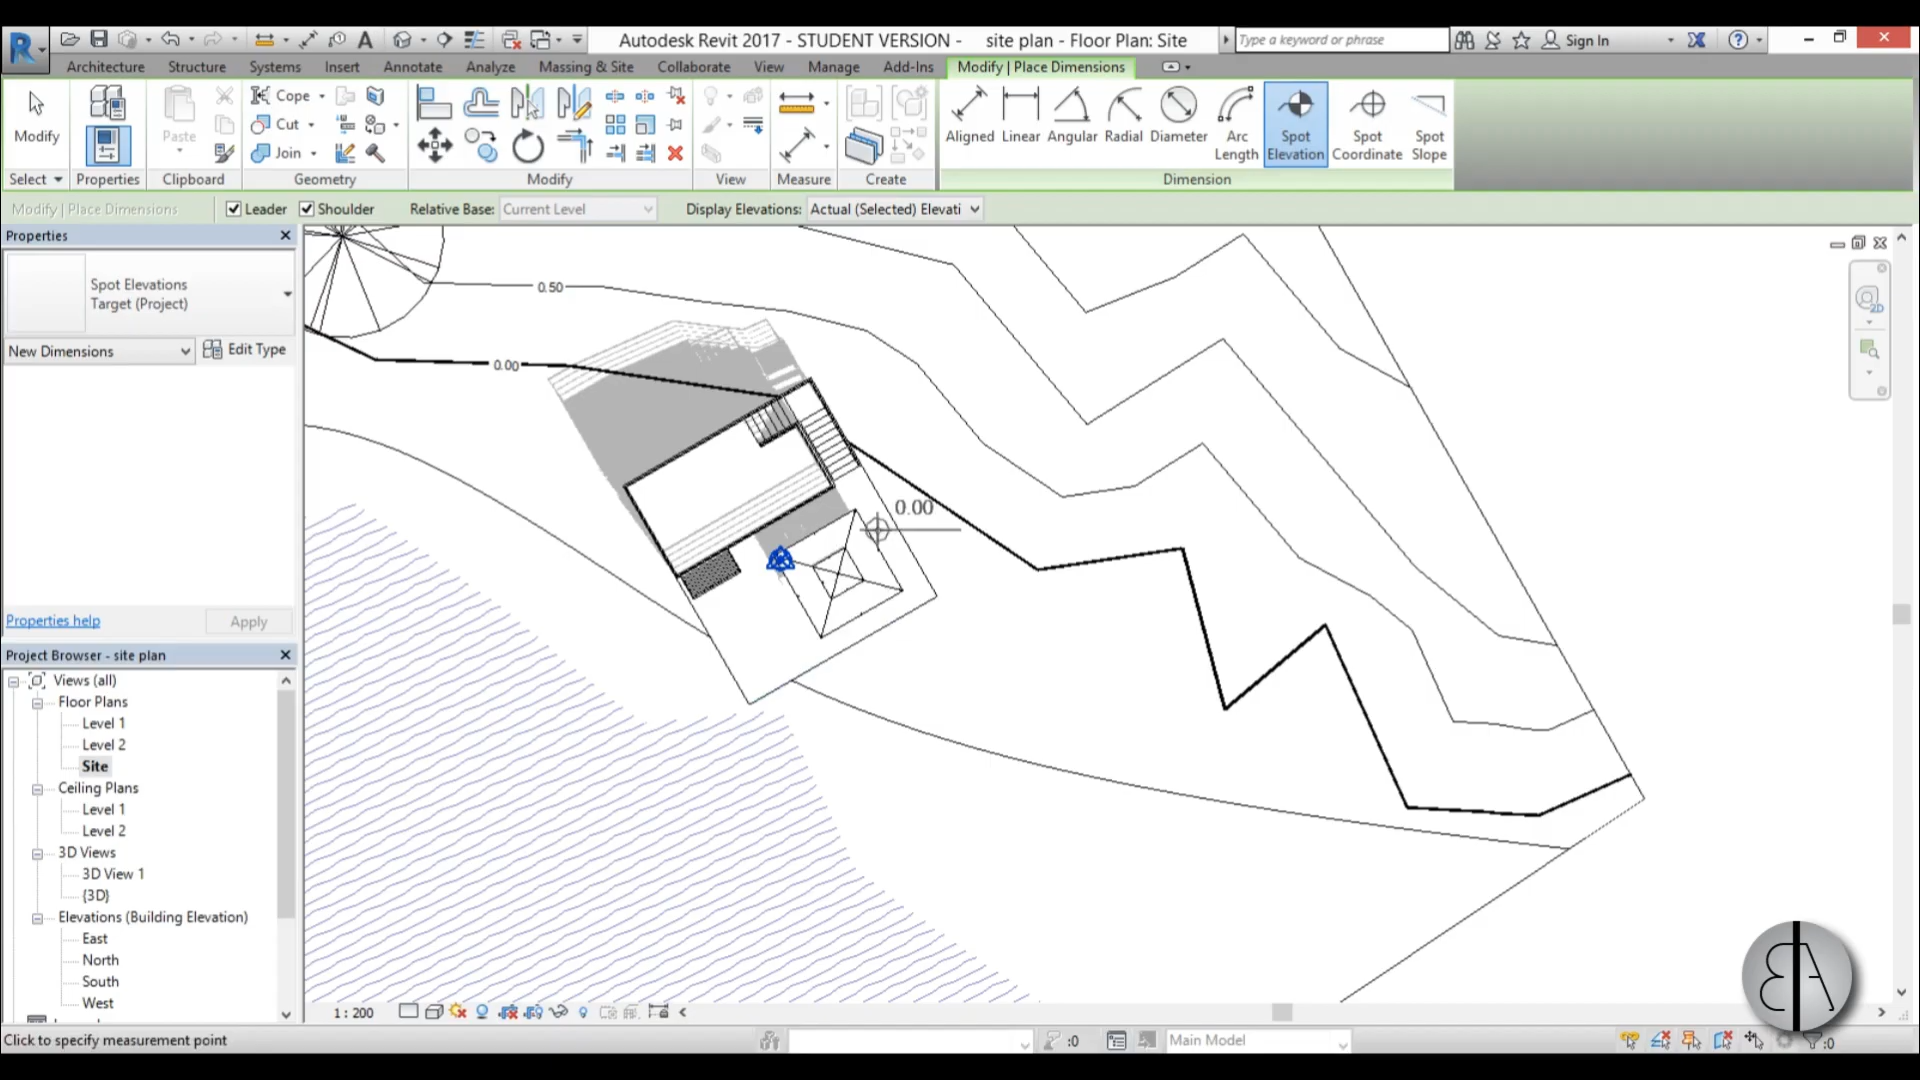 Autodesk Revit 2017 - STUDENT VERSION - site plan - Floor Plan: Site
Type a keyword or phrase
Sign In
Architecture Structure Systems Insert Annotate Analyze Massing & Site Collaborate View Manage Add-Ins Modify | Place Dimensions
Modify
Select
Properties
Paste
Clipboard
Cope
Cut
Join
Geometry
Modify
View
Measure
Create
Aligned Linear Angular Radial Diameter Arc Length Spot Elevation Spot Coordinate Spot Slope
Dimension
Modify | Place Dimensions
Leader Shoulder Relative Base: Current Level Display Elevations: Actual (Selected) Elevati
Properties
Spot Elevations
Target (Project)
New Dimensions
Edit Type
Properties help
Apply
Project Browser - site plan
Views (all)
Floor Plans
Level 1
Level 2
Site
Ceiling Plans
Level 1
Level 2
3D Views
3D View 1
{3D}
Elevations (Building Elevation)
East
North
South
West
0.50
0.00
0.00
2D
1 : 200
Click to specify measurement point
:0
Main Model
:0